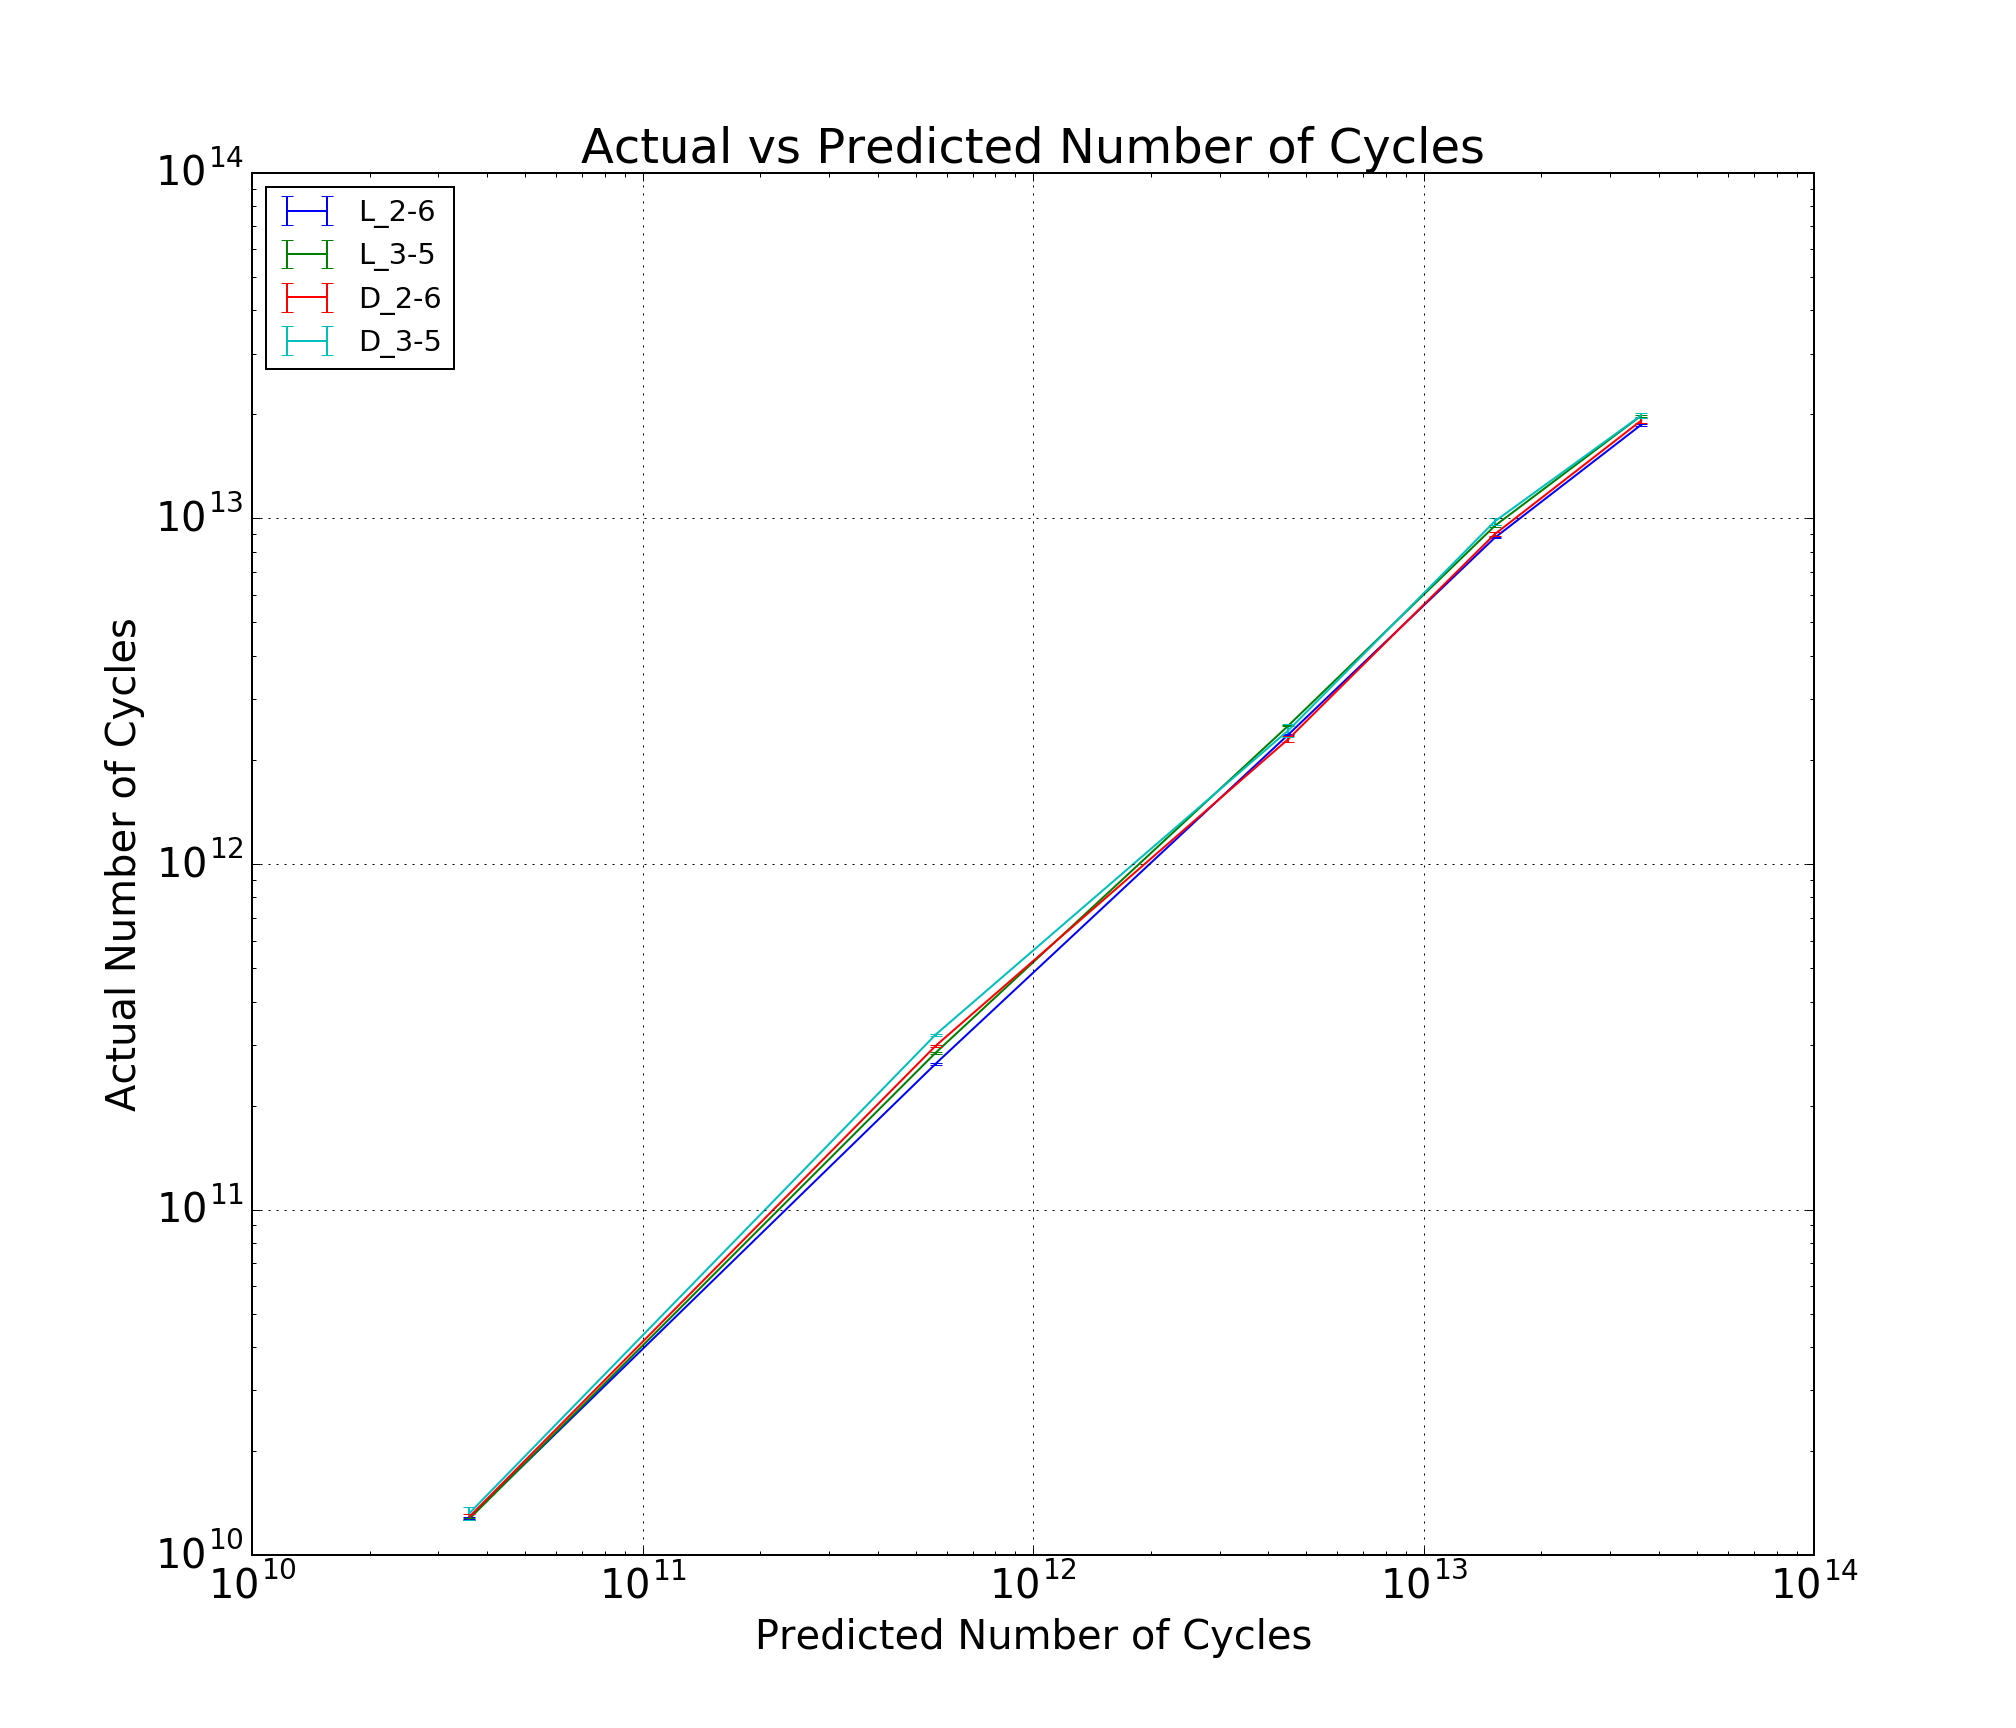 Actual vs Predicted Number of Cycles
10^14
10^13
10^12
10^11
10^10
Actual Number of Cycles
L_2-6
L_3-5
D_2-6
D_3-5
10^10 10^11 10^12 10^13 10^14
Predicted Number of Cycles